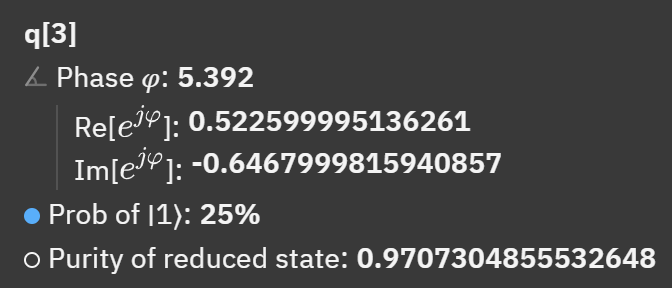 q[3]
Phase φ: 5.392
Re[e^jφ]: 0.522599995136261
Im[e^jφ]: -0.6467999815940857
Prob of |1⟩: 25%
Purity of reduced state: 0.9707304855532648